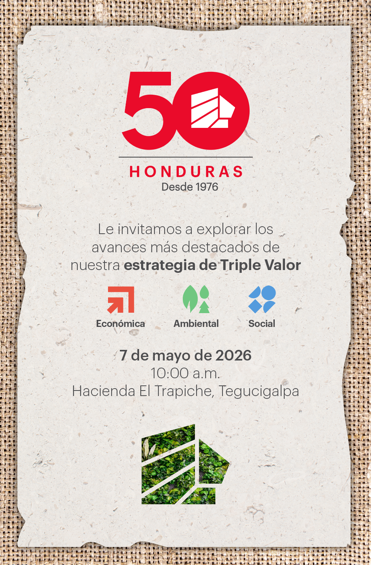 50
HONDURAS
Desde 1976
Le invitamos a explorar los
avances más destacados de
nuestra estrategia de Triple Valor
Económica Ambiental Social
7 de mayo de 2026
10:00 a.m.
Hacienda El Trapiche, Tegucigalpa